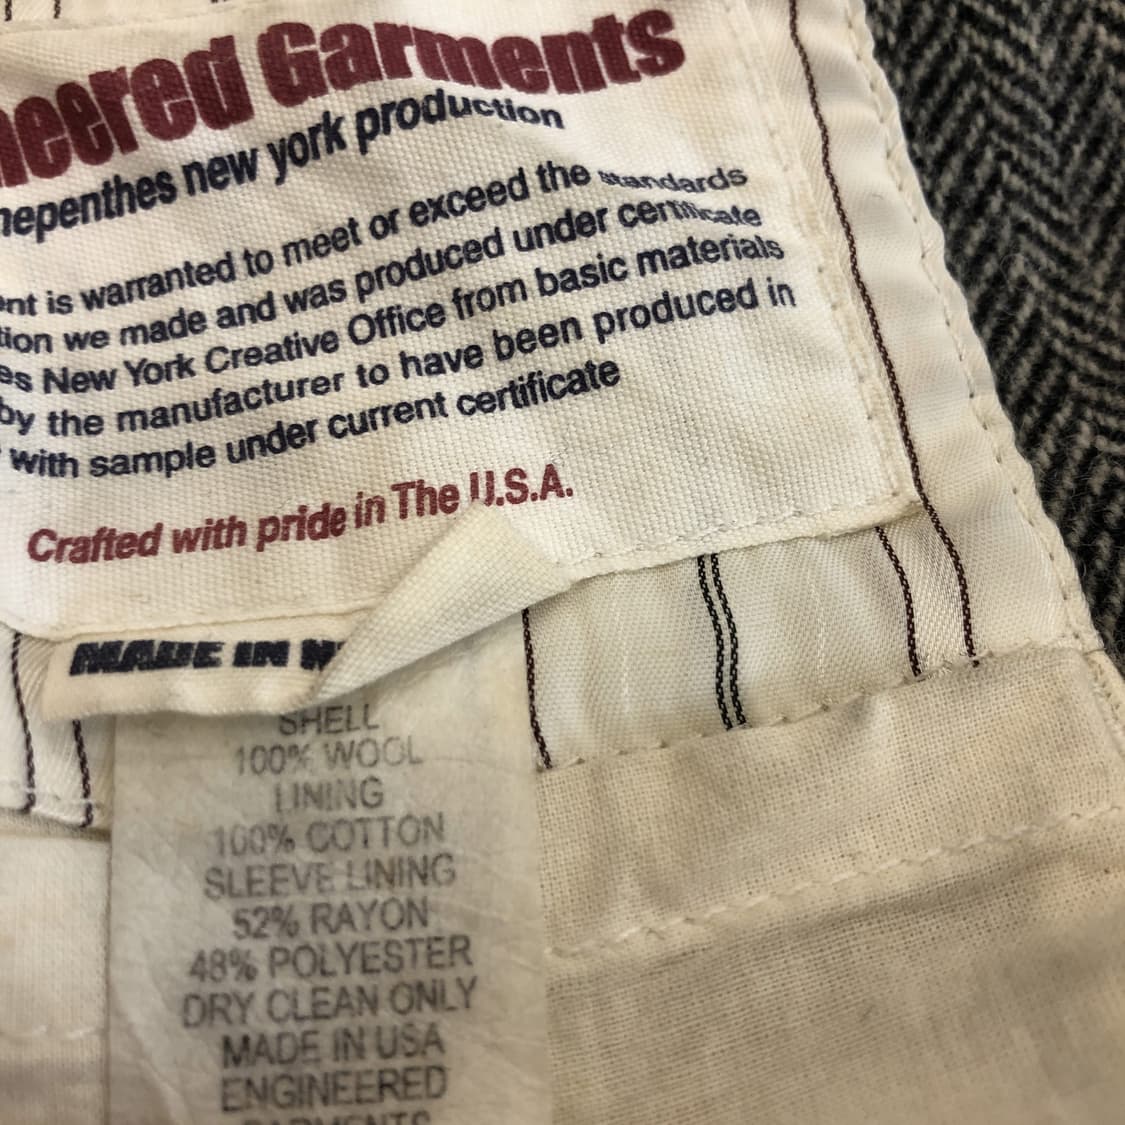 neered Garments
nepenthes new york production
ent is warranted to meet or exceed the standards
tion we made and was produced under certificate
es New York Creative Office from basic materials
by the manufacturer to have been produced in
with sample under current certificate
Crafted with pride in The U.S.A.
MADE IN
SHELL
100% WOOL
LINING
100% COTTON
SLEEVE LINING
52% RAYON
48% POLYESTER
DRY CLEAN ONLY
MADE IN USA
ENGINEERED
GARMENTS